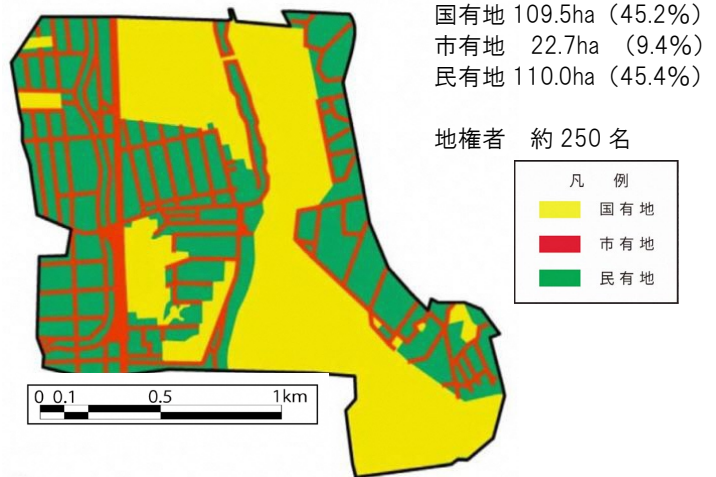 国有地 109.5ha（45.2%）
市有地　22.7ha　（9.4%）
民有地 110.0ha（45.4%）
地権者　約 250 名
凡　例
国有地
市有地
民有地
0 0.1 0.5 1km